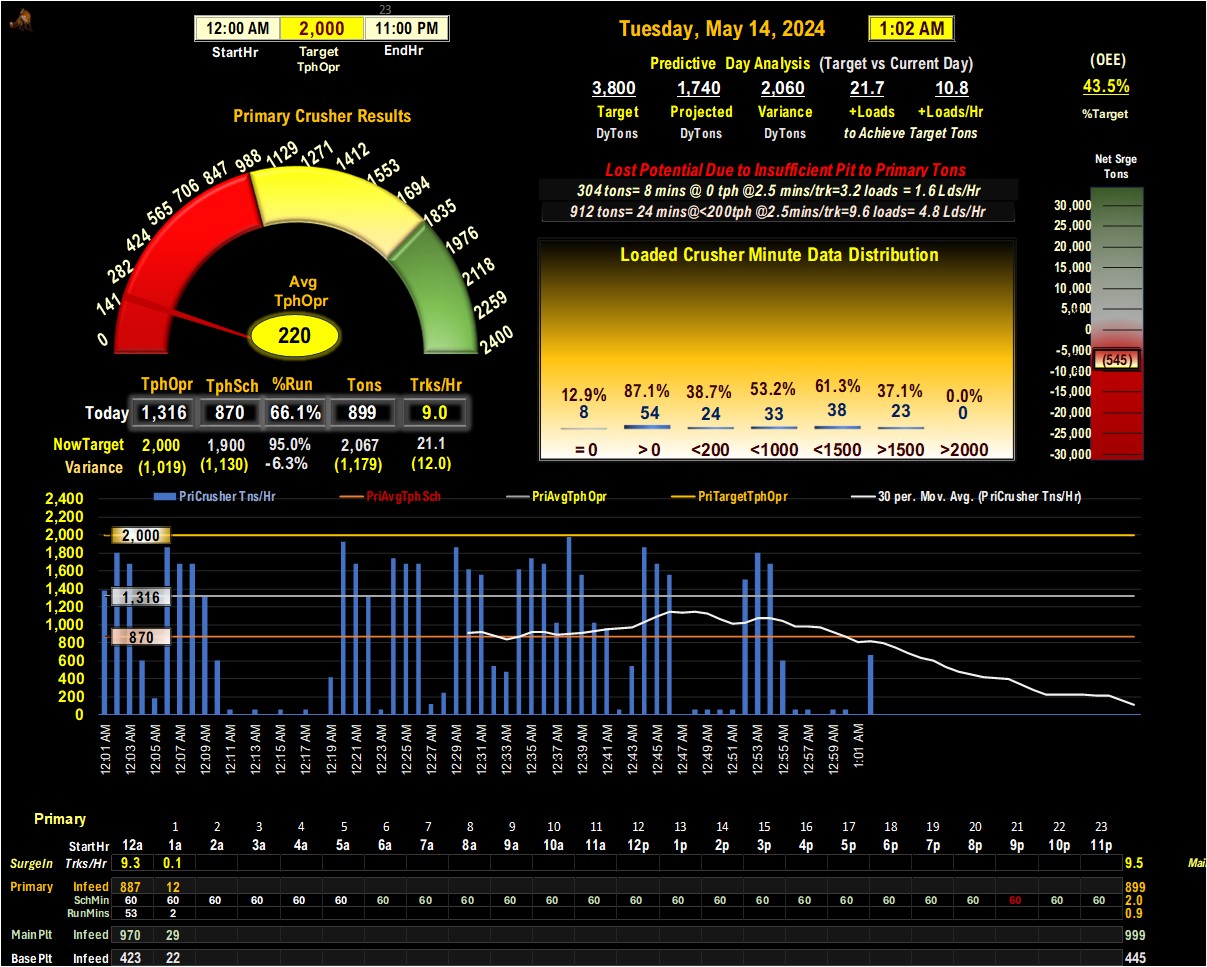 23
12:00 AM 2,000 11:00 PM
StartHr Target TphOpr EndHr
Tuesday, May 14, 2024 1:02 AM
Predictive Day Analysis (Target vs Current Day)
3,800 1,740 2,060 21.7 10.8
Target Projected Variance +Loads +Loads/Hr
DyTons DyTons DyTons to Achieve Target Tons
(OEE)
43.5%
%Target
Primary Crusher Results
0 141 282 424 565 706 847 988 1129 1271 1412 1553 1694 1835 1976 2118 2259 2400
Avg
TphOpr
220
TphOpr TphSch %Run Tons Trks/Hr
Today 1,316 870 66.1% 899 9.0
NowTarget 2,000 1,900 95.0% 2,067 21.1
Variance (1,019) (1,130) -6.3% (1,179) (12.0)
Lost Potential Due to Insufficient Pit to Primary Tons
304 tons= 8 mins @ 0 tph @2.5 mins/trk=3.2 loads = 1.6 Lds/Hr
912 tons= 24 mins@<200tph @2.5mins/trk=9.6 loads= 4.8 Lds/Hr
Loaded Crusher Minute Data Distribution
12.9% 87.1% 38.7% 53.2% 61.3% 37.1% 0.0%
8 54 24 33 38 23 0
=0 >0 <200 <1000 <1500 >1500 >2000
Net Srge
Tons
30,000
25,000
20,000
15,000
10,000
5,000
0
-5,000
(545)
-10,000
-15,000
-20,000
-25,000
-30,000
PriCrusher Tns/Hr PriAvgTphSch PriAvgTphOpr PriTargetTphOpr 30 per. Mov. Avg. (PriCrusher Tns/Hr)
2,400
2,200
2,000 2,000
1,800
1,600
1,400 1,316
1,200
1,000
800 870
600
400
200
0
12:01 AM 12:03 AM 12:05 AM 12:07 AM 12:09 AM 12:11 AM 12:13 AM 12:15 AM 12:17 AM 12:19 AM 12:21 AM 12:23 AM 12:25 AM 12:27 AM 12:29 AM 12:31 AM 12:33 AM 12:35 AM 12:37 AM 12:39 AM 12:41 AM 12:43 AM 12:45 AM 12:47 AM 12:49 AM 12:51 AM 12:53 AM 12:55 AM 12:57 AM 12:59 AM 1:01 AM
Primary
1 2 3 4 5 6 7 8 9 10 11 12 13 14 15 16 17 18 19 20 21 22 23
StartHr 12a 1a 2a 3a 4a 5a 6a 7a 8a 9a 10a 11a 12p 1p 2p 3p 4p 5p 6p 7p 8p 9p 10p 11p
SurgeIn Trks/Hr 9.3 0.1 9.5
Primary Infeed 887 12 899
SchMin 60 60 60 60 60 60 60 60 60 60 60 60 60 60 60 60 60 60 60 60 60 60 60 60 2.0
RunMins 53 2 0.9
MainPlt Infeed 970 29 999
BasePlt Infeed 423 22 445